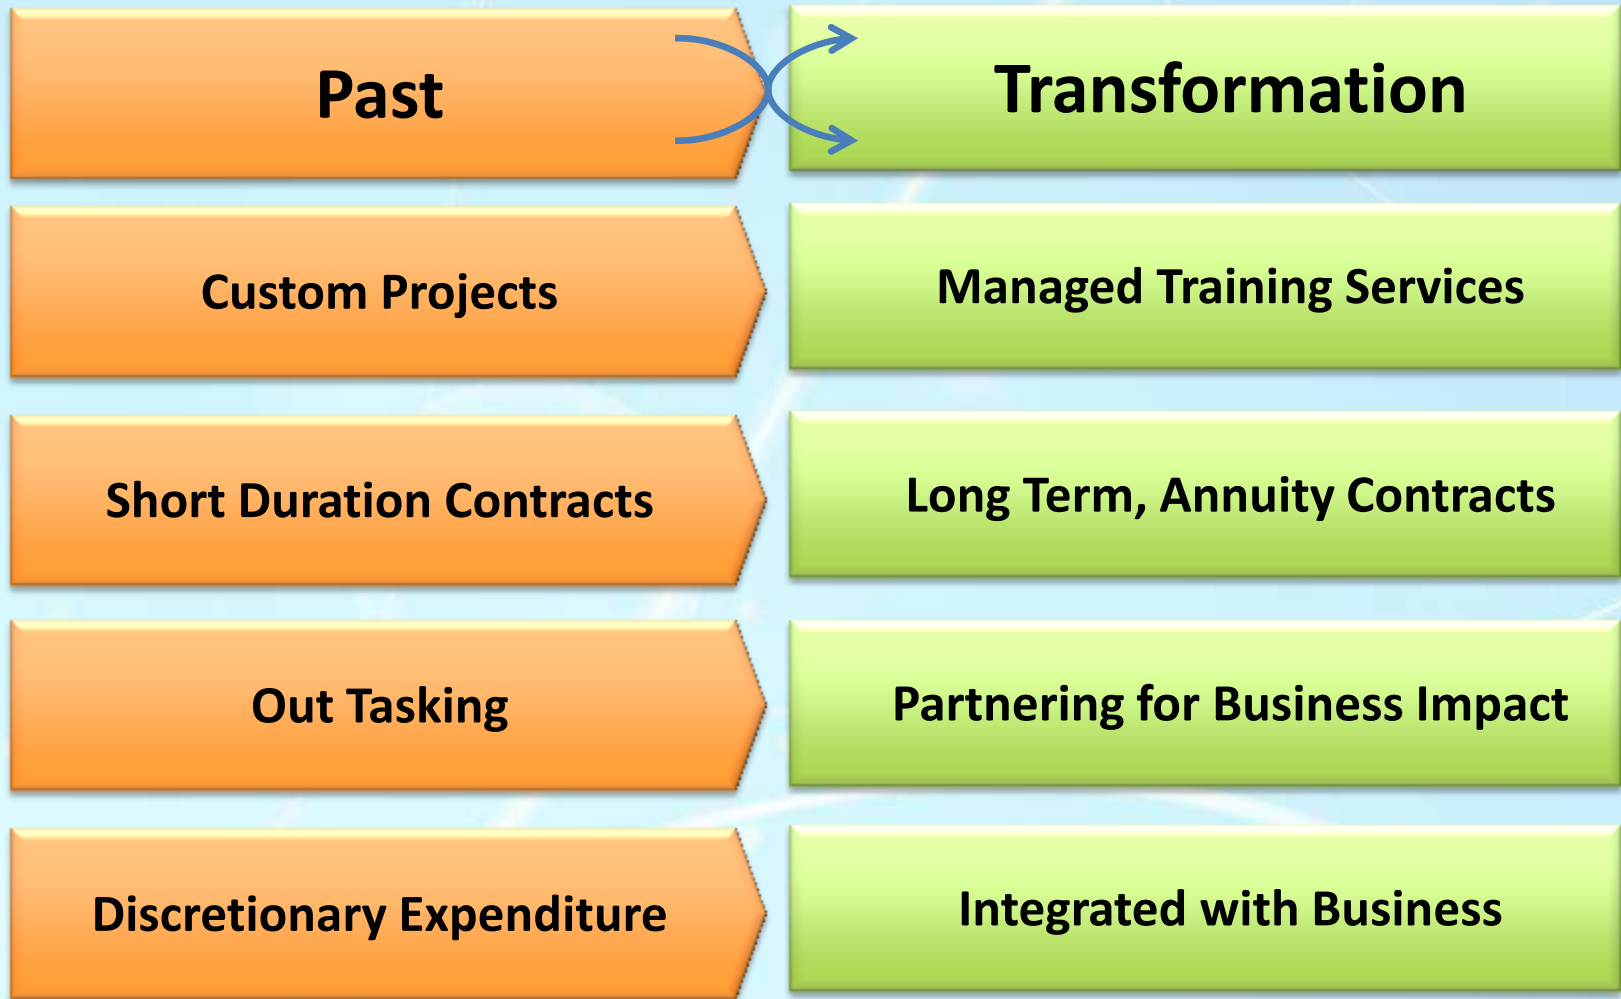 Past
Transformation
Custom Projects
Managed Training Services
Short Duration Contracts
Long Term, Annuity Contracts
Out Tasking
Partnering for Business Impact
Discretionary Expenditure
Integrated with Business